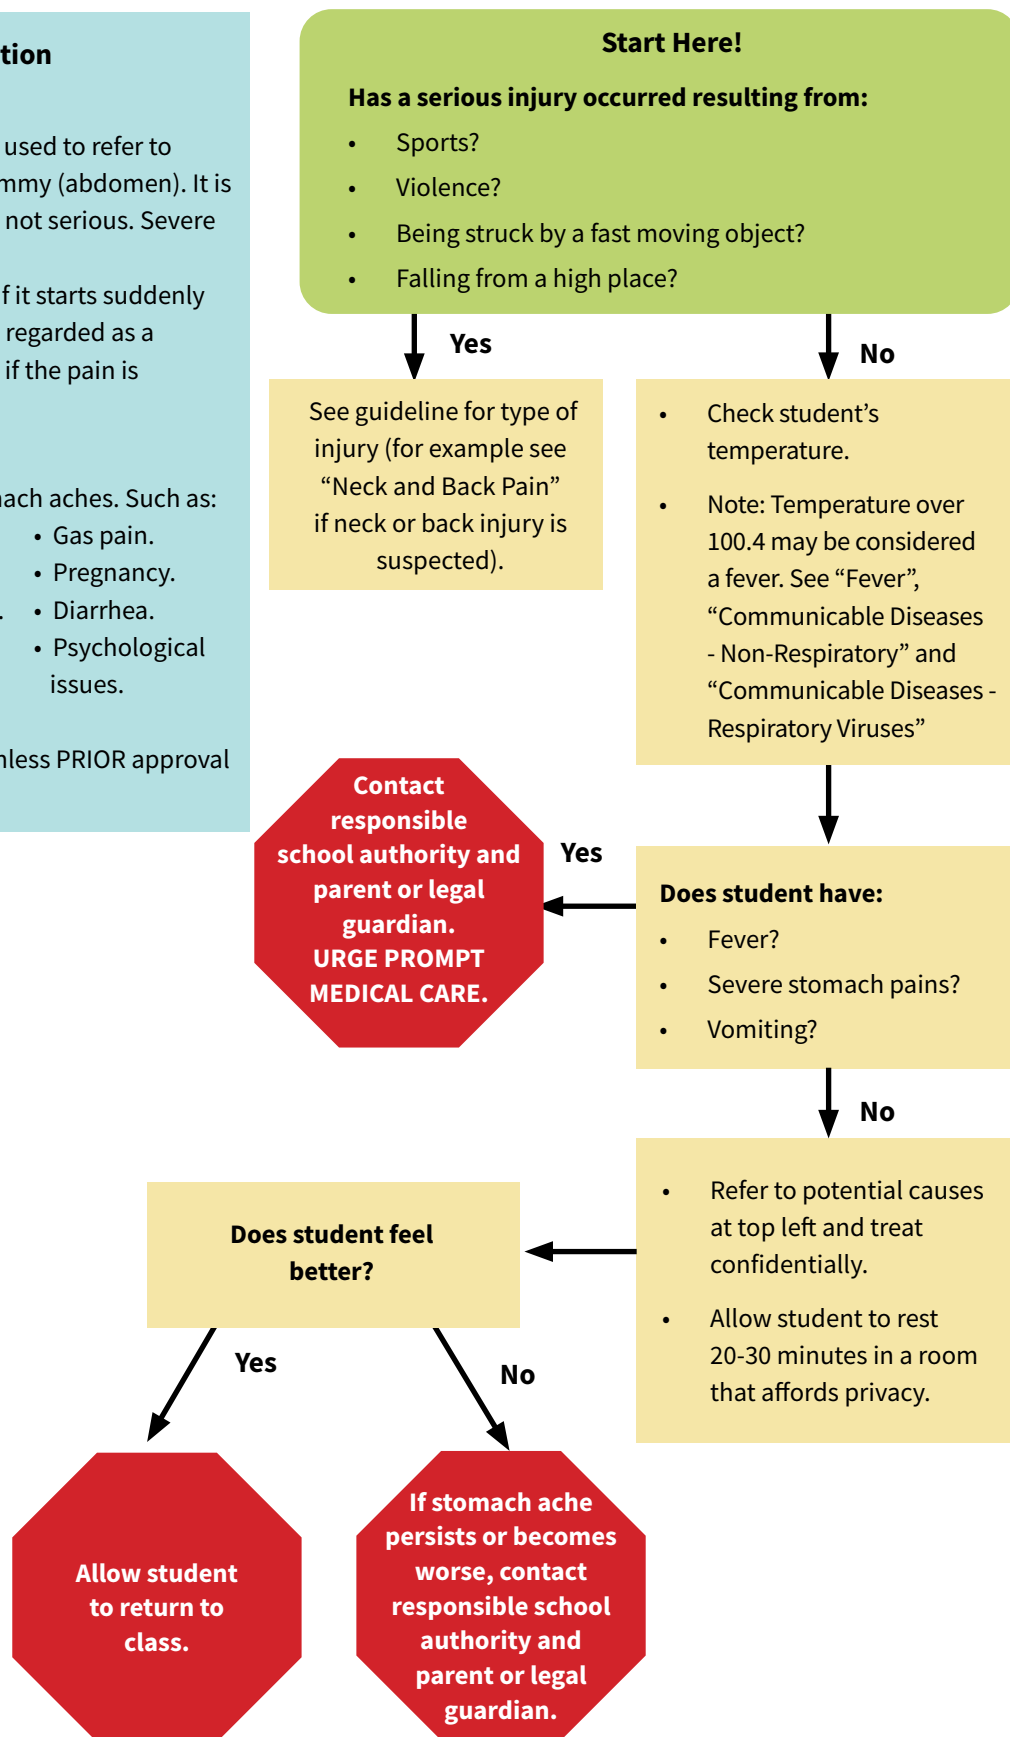 tion
used to refer to
mmy (abdomen). It is
not serious. Severe
f it starts suddenly
regarded as a
if the pain is
ach aches. Such as:
• Gas pain.
• Pregnancy.
. • Diarrhea.
• Psychological
issues.
nless PRIOR approval
Start Here!
Has a serious injury occurred resulting from:
• Sports?
• Violence?
• Being struck by a fast moving object?
• Falling from a high place?
Yes
No
See guideline for type of
injury (for example see
“Neck and Back Pain”
if neck or back injury is
suspected).
• Check student’s
temperature.
• Note: Temperature over
100.4 may be considered
a fever. See “Fever”,
“Communicable Diseases
- Non-Respiratory” and
“Communicable Diseases -
Respiratory Viruses”
Contact
responsible
school authority and
parent or legal
guardian.
URGE PROMPT
MEDICAL CARE.
Yes
Does student have:
• Fever?
• Severe stomach pains?
• Vomiting?
No
• Refer to potential causes
at top left and treat
confidentially.
• Allow student to rest
20-30 minutes in a room
that affords privacy.
Does student feel
better?
Yes
No
Allow student
to return to
class.
If stomach ache
persists or becomes
worse, contact
responsible school
authority and
parent or legal
guardian.